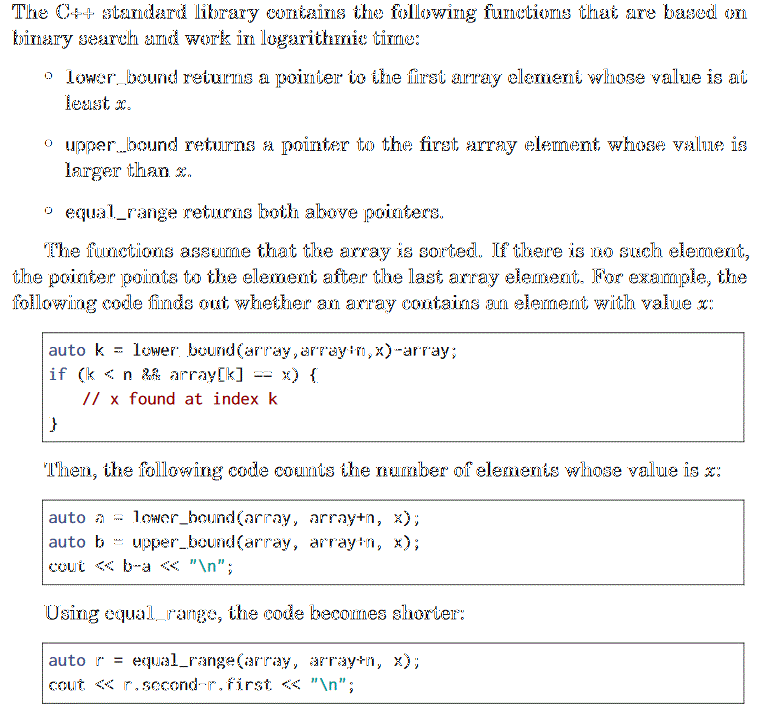 The C++ standard library contains the following functions that are based on
binary search and work in logarithmic time:
◦ lower_bound returns a pointer to the first array element whose value is at
least x.
◦ upper_bound returns a pointer to the first array element whose value is
larger than x.
◦ equal_range returns both above pointers.
The functions assume that the array is sorted. If there is no such element,
the pointer points to the element after the last array element. For example, the
following code finds out whether an array contains an element with value x:
auto k = lower_bound(array,array+n,x)-array;
if (k < n && array[k] == x) {
// x found at index k
}
Then, the following code counts the number of elements whose value is x:
auto a = lower_bound(array, array+n, x);
auto b = upper_bound(array, array+n, x);
cout << b-a << "\n";
Using equal_range, the code becomes shorter:
auto r = equal_range(array, array+n, x);
cout << r.second-r.first << "\n";